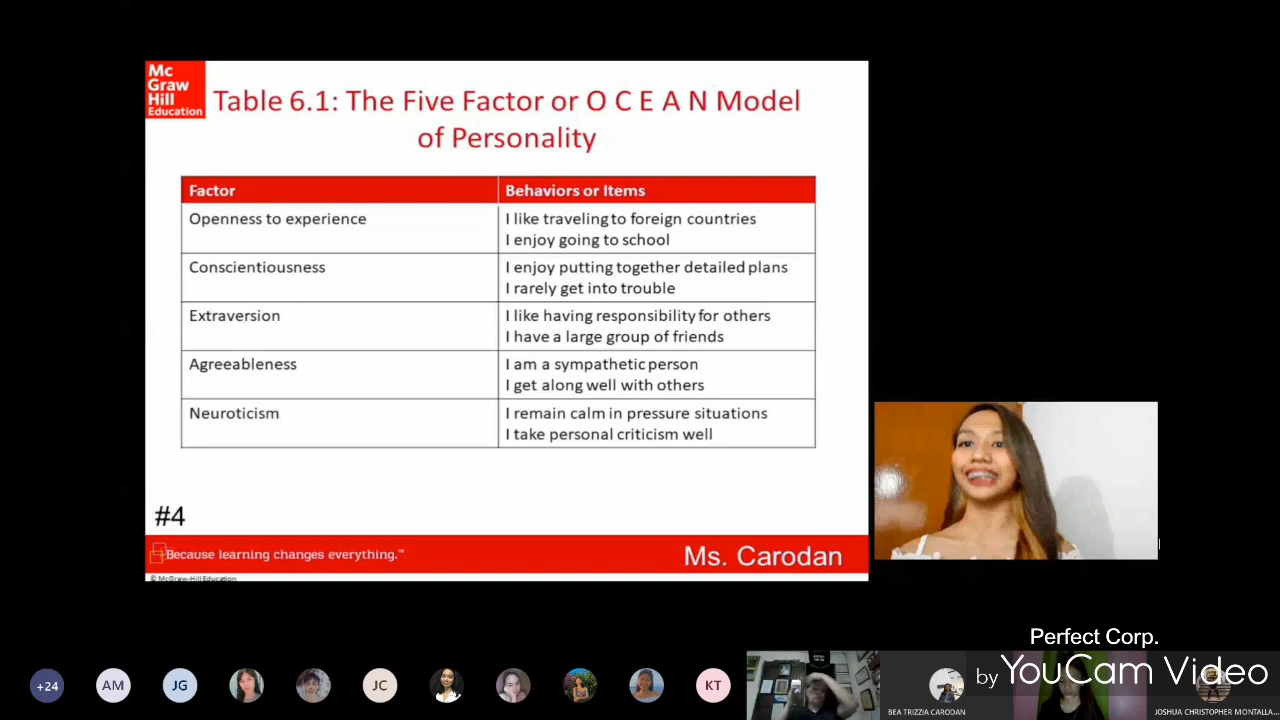 Mc
Graw
Hill
Education
Table 6.1: The Five Factor or O C E A N Model
of Personality
Factor
Behaviors or Items
Openness to experience
I like traveling to foreign countries
I enjoy going to school
Conscientiousness
I enjoy putting together detailed plans
I rarely get into trouble
Extraversion
I like having responsibility for others
I have a large group of friends
Agreeableness
I am a sympathetic person
I get along well with others
Neuroticism
I remain calm in pressure situations
I take personal criticism well
#4
Because learning changes everything.™
Ms. Carodan
© McGraw-Hill Education
Perfect Corp.
by YouCam Video
+24
AM
JG
JC
KT
BEA TRIZZIA CARODAN
JOSHUA CHRISTOPHER MONTALLA...